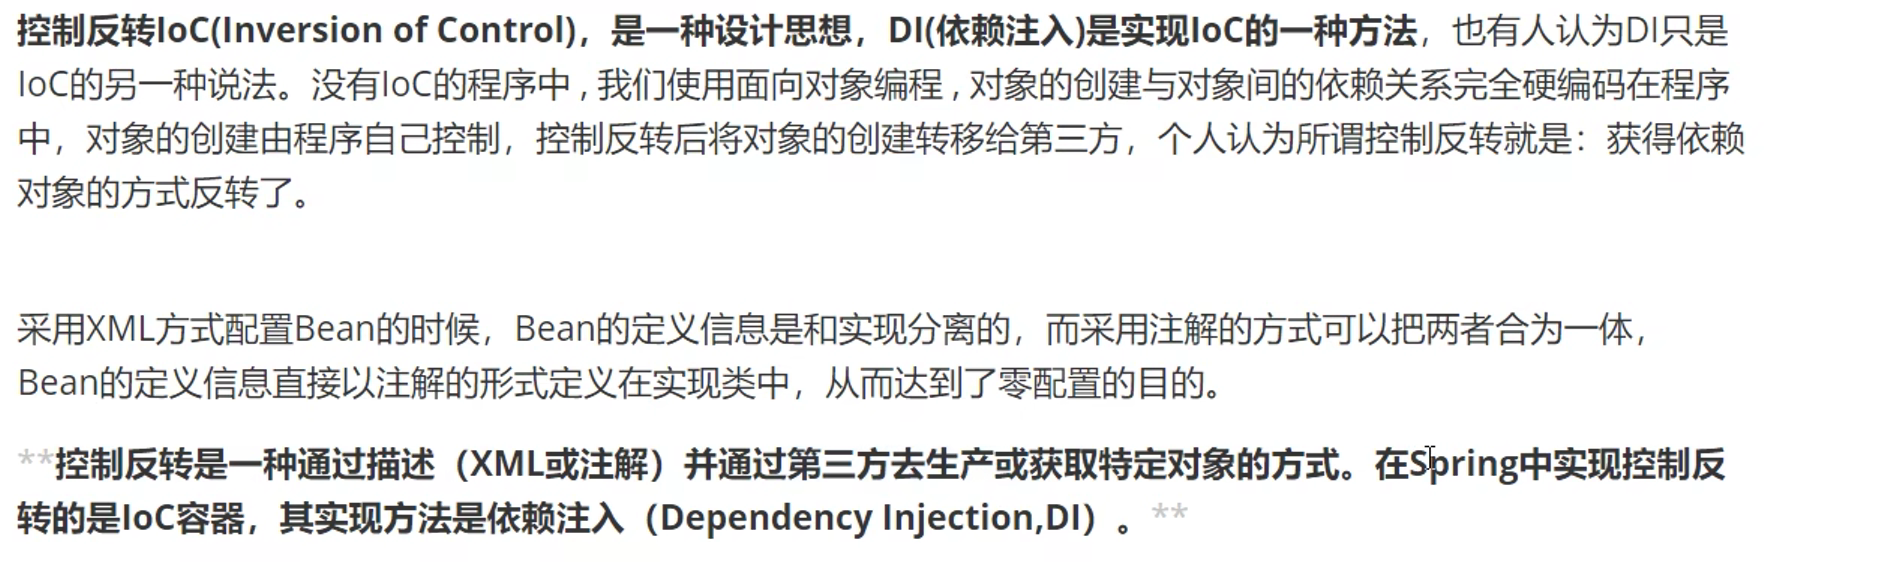 控制反转IoC(Inversion of Control)，是一种设计思想，DI(依赖注入)是实现IoC的一种方法，也有人认为DI只是
IoC的另一种说法。没有IoC的程序中 , 我们使用面向对象编程 , 对象的创建与对象间的依赖关系完全硬编码在程序
中，对象的创建由程序自己控制，控制反转后将对象的创建转移给第三方，个人认为所谓控制反转就是：获得依赖
对象的方式反转了。
采用XML方式配置Bean的时候，Bean的定义信息是和实现分离的，而采用注解的方式可以把两者合为一体，
Bean的定义信息直接以注解的形式定义在实现类中，从而达到了零配置的目的。
**控制反转是一种通过描述（XML或注解）并通过第三方去生产或获取特定对象的方式。在Spring中实现控制反
转的是IoC容器，其实现方法是依赖注入（Dependency Injection,DI）。**